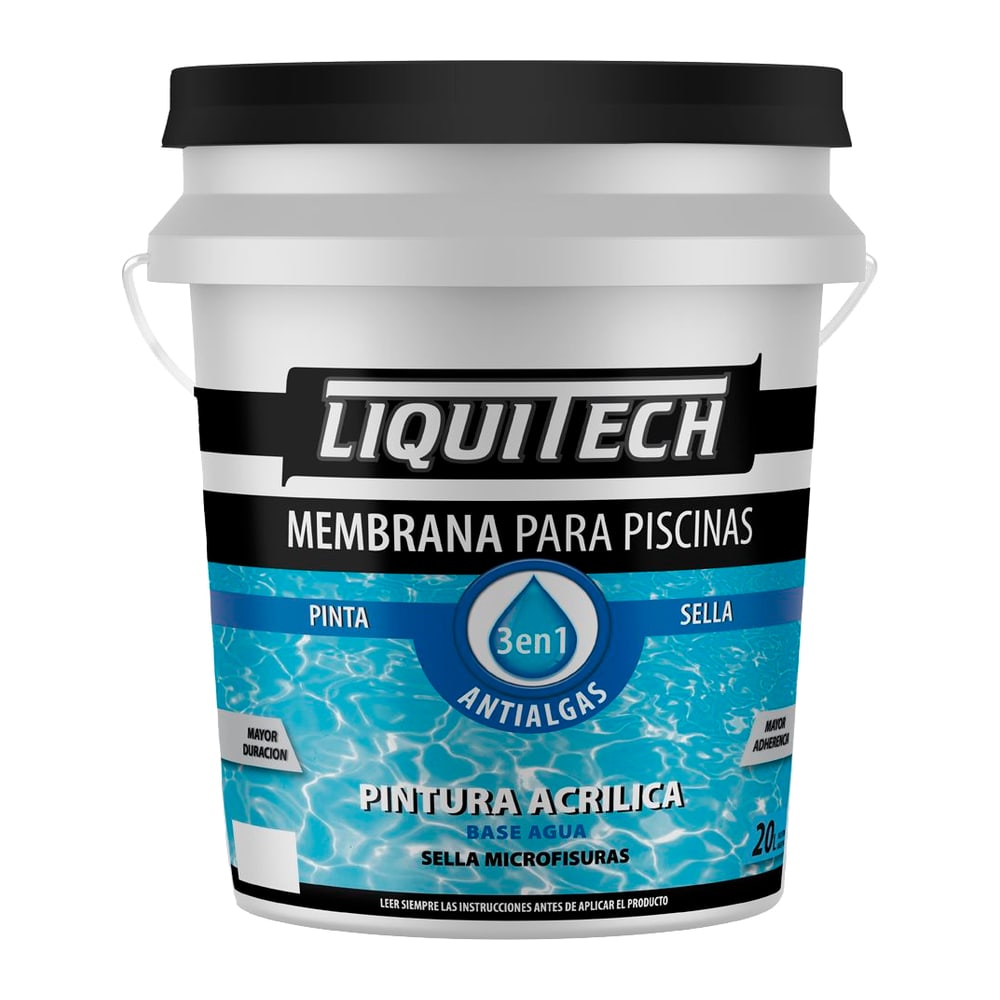 LIQUITECH
MEMBRANA PARA PISCINAS
PINTA
SELLA
3en1
ANTIALGAS
MAYOR
DURACION
MAYOR
ADHERENCIA
PINTURA ACRILICA
BASE AGUA
SELLA MICROFISURAS
20L
LEER SIEMPRE LAS INSTRUCCIONES ANTES DE APLICAR EL PRODUCTO